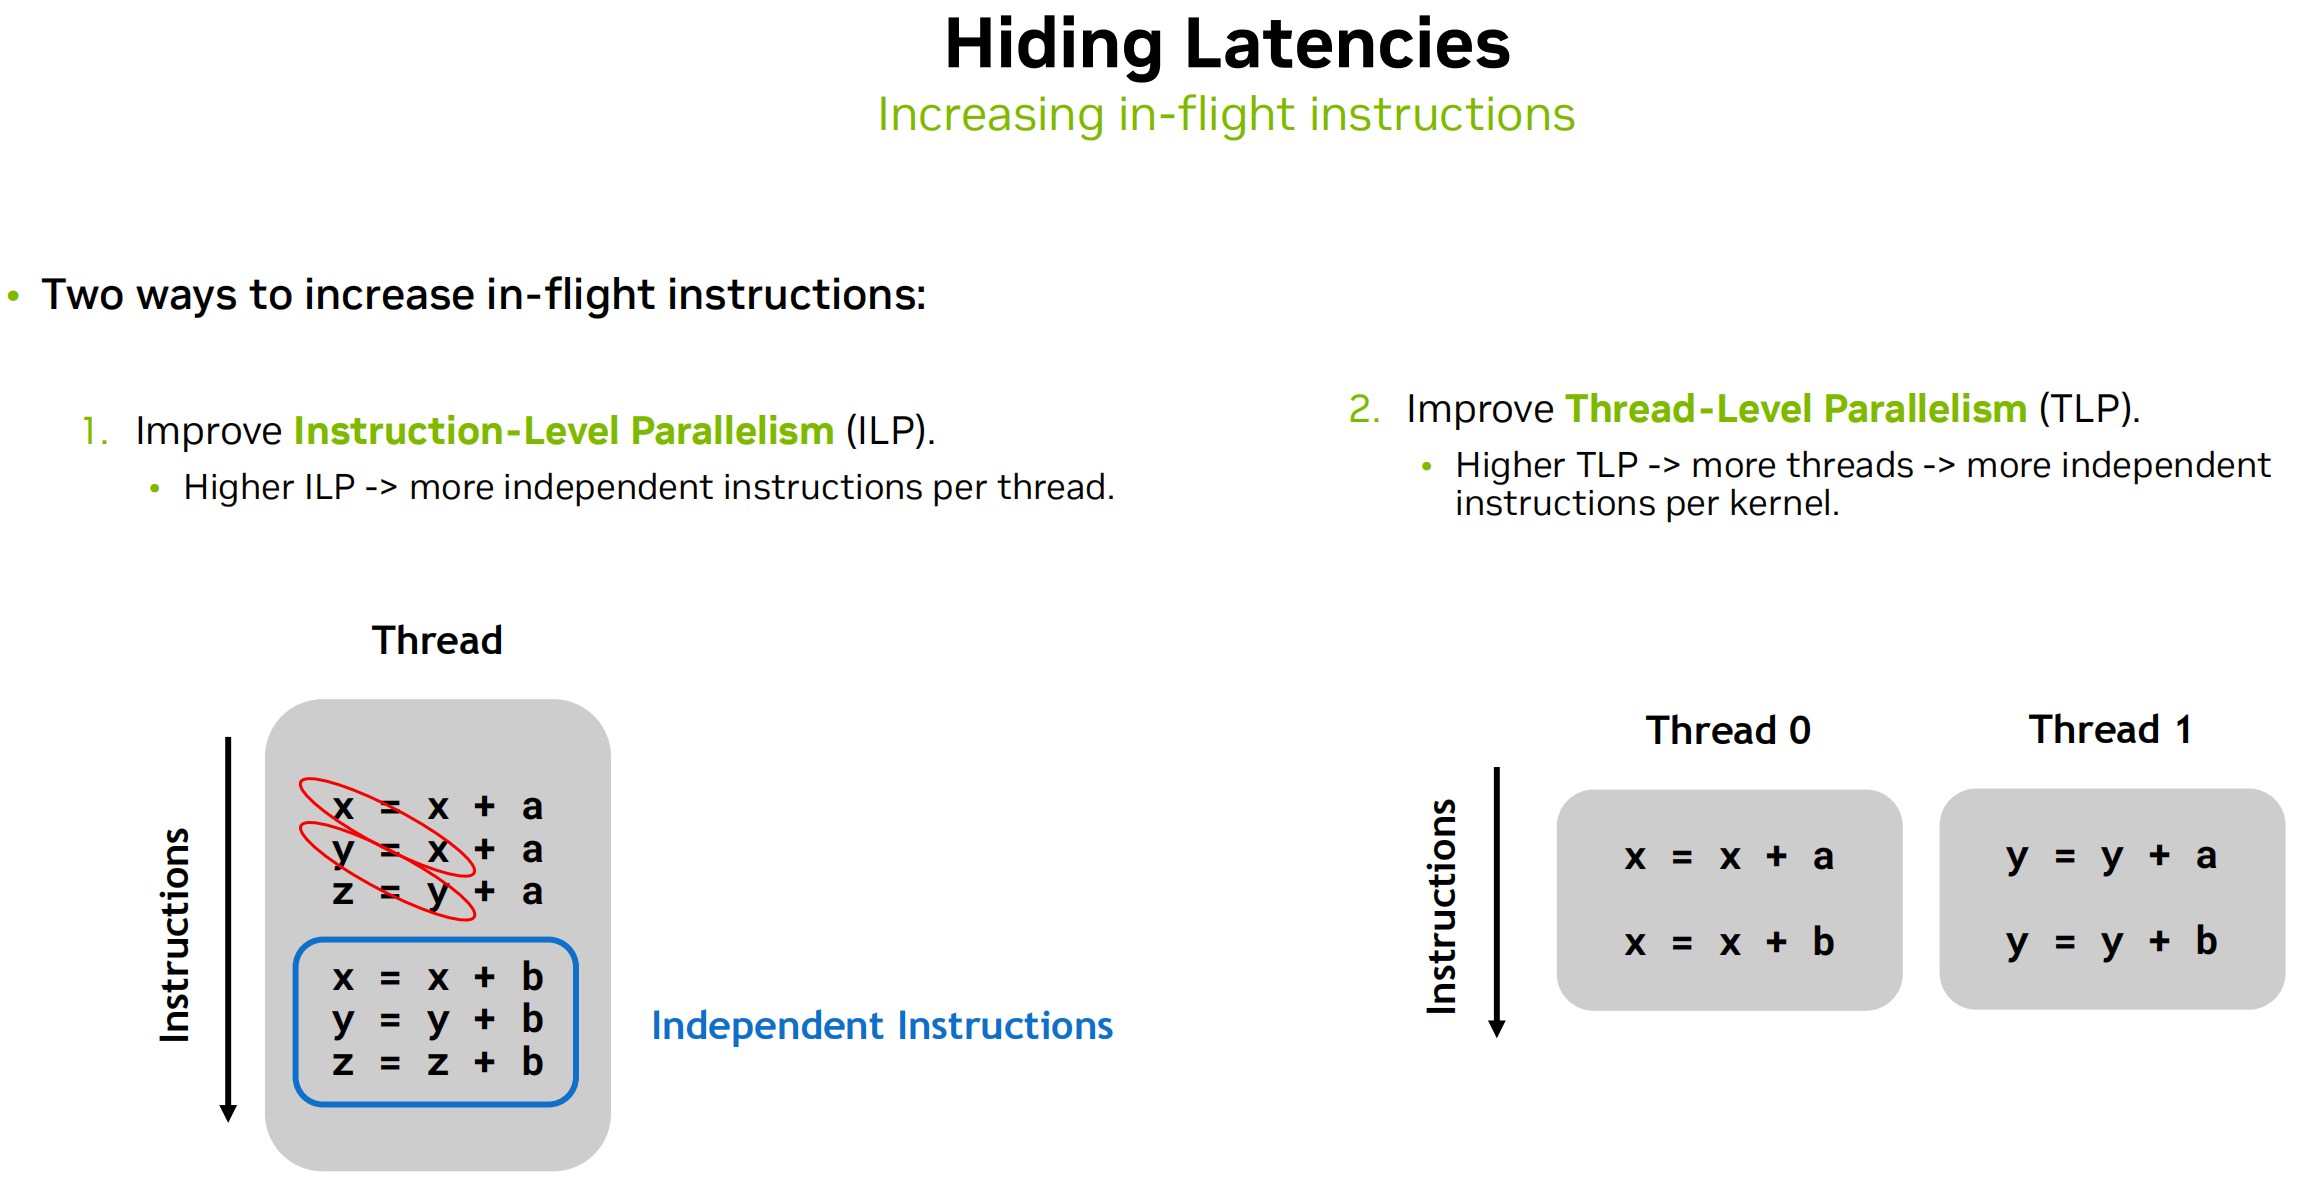 Hiding Latencies
Increasing in-flight instructions
• Two ways to increase in-flight instructions:
1. Improve Instruction-Level Parallelism (ILP).
• Higher ILP -> more independent instructions per thread.
Thread
Instructions
x = x + a
y = x + a
z = y + a
x = x + b
y = y + b
z = z + b
Independent Instructions
2. Improve Thread-Level Parallelism (TLP).
• Higher TLP -> more threads -> more independent
instructions per kernel.
Thread 0
Thread 1
Instructions
x = x + a
x = x + b
y = y + a
y = y + b